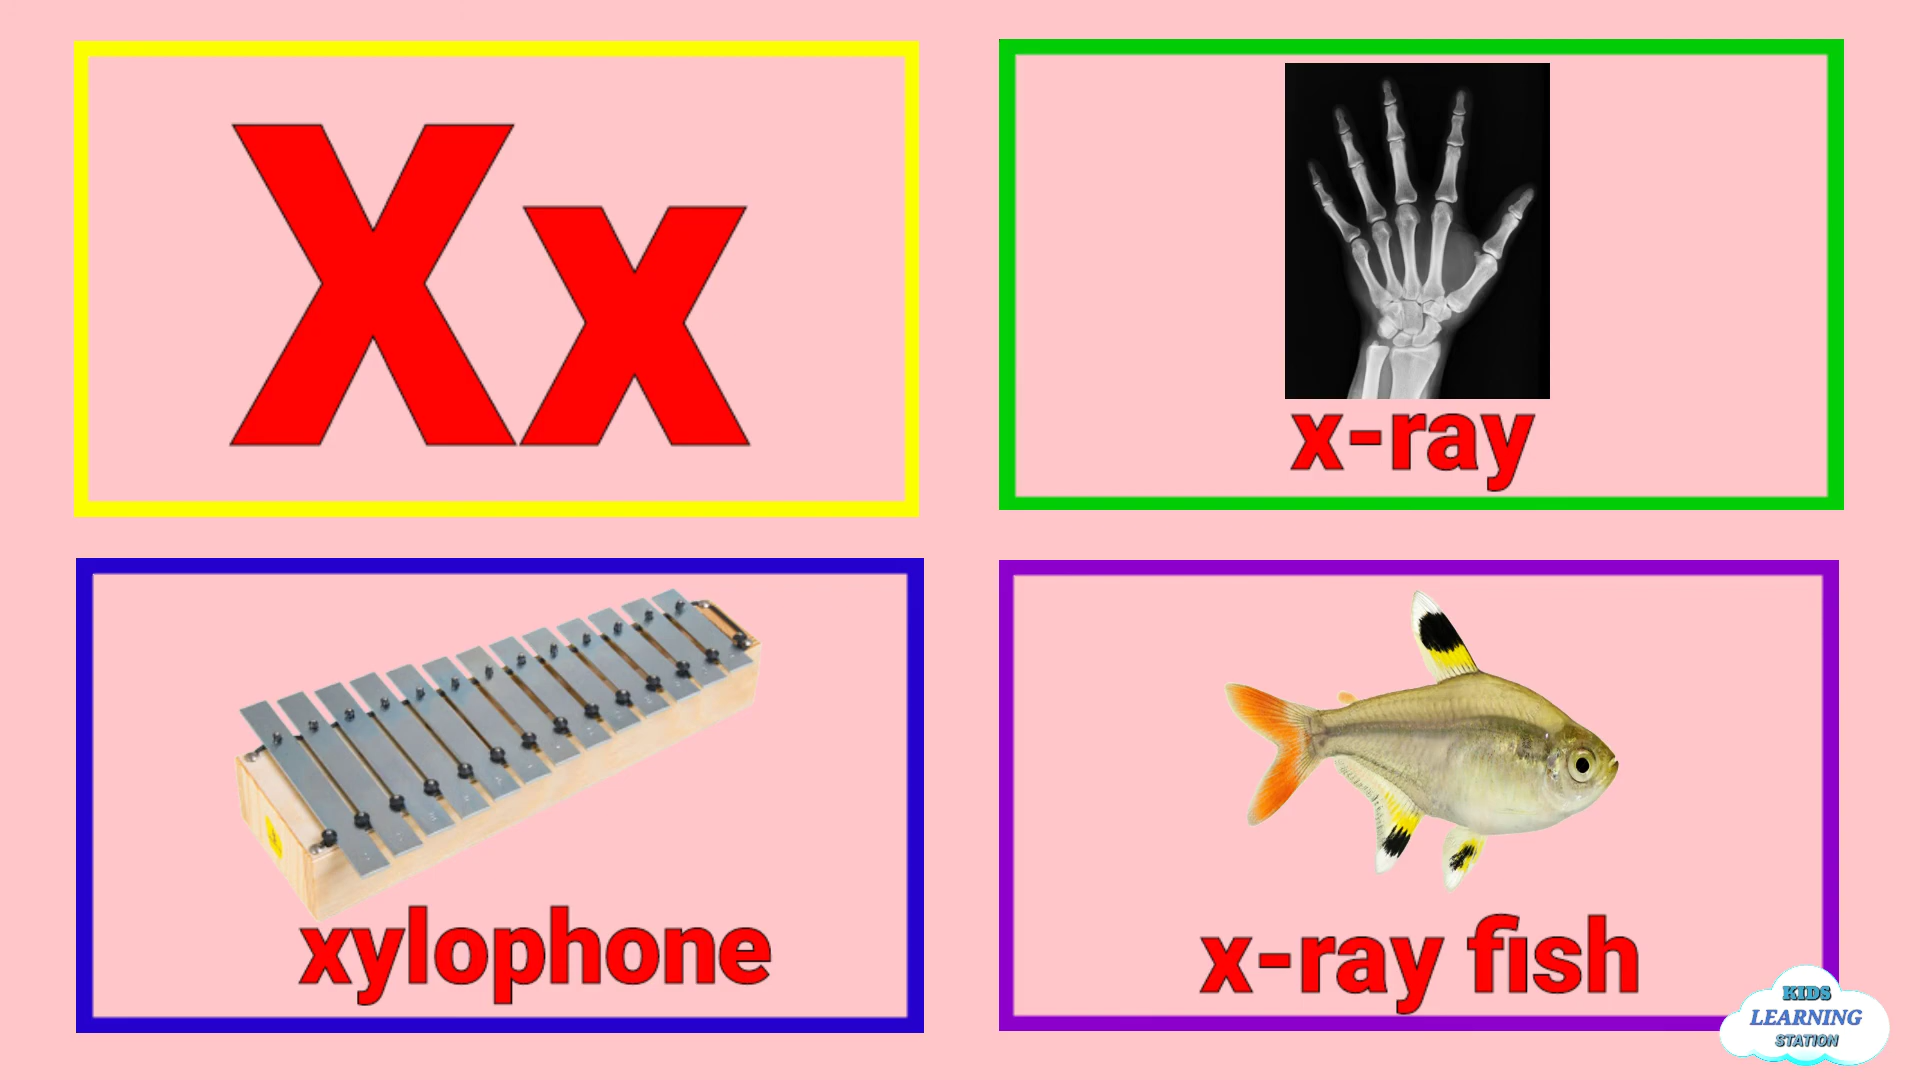 Xx
x-ray
xylophone
x-ray fish
KIDS
LEARNING
STATION